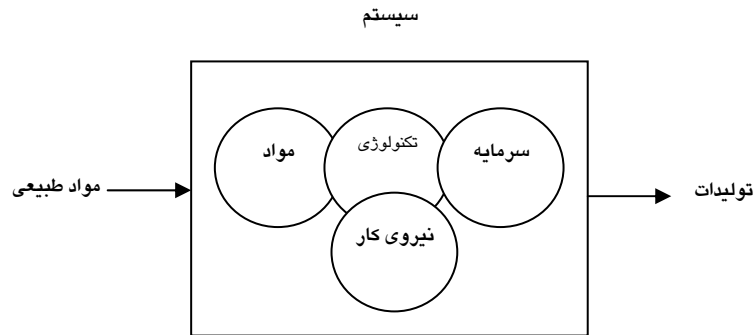 سیستم
سرمایه
تکنولوژی
مواد
نیروی کار
مواد طبیعی
تولیدات